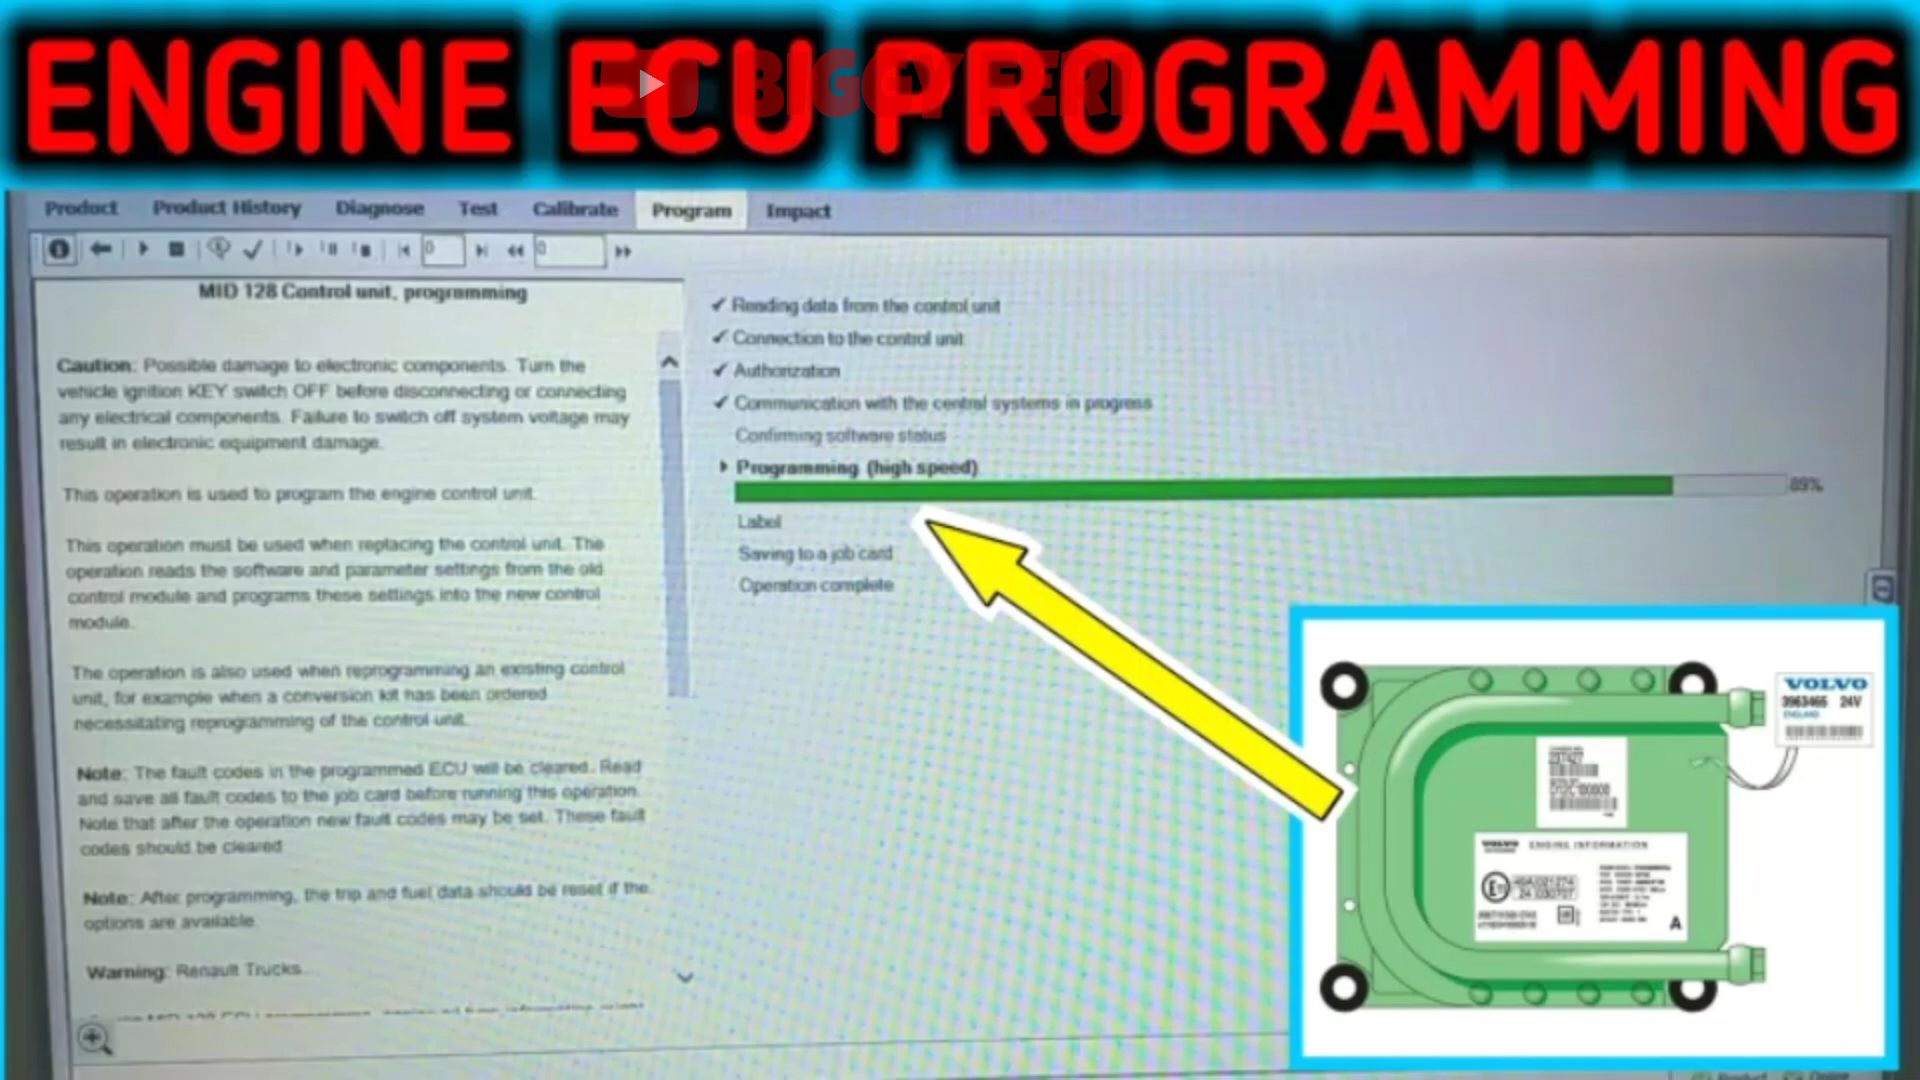 ENGINE ECU PROGRAMMING
BIGGY FERI
Product Product History Diagnose Test Calibrate Program Impact
0 0
MID 128 Control unit, programming
Caution: Possible damage to electronic components. Turn the
vehicle ignition KEY switch OFF before disconnecting or connecting
any electrical components. Failure to switch off system voltage may
result in electronic equipment damage.
This operation is used to program the engine control unit.
This operation must be used when replacing the control unit. The
operation reads the software and parameter settings from the old
control module and programs these settings into the new control
module.
The operation is also used when reprogramming an existing control
unit, for example when a conversion kit has been ordered
necessitating reprogramming of the control unit.
Note: The fault codes in the programmed ECU will be cleared. Read
and save all fault codes to the job card before running this operation.
Note that after the operation new fault codes may be set. These fault
codes should be cleared
Note: After programming, the trip and fuel data should be reset if the
options are available.
Warning: Renault Trucks.
Reading data from the control unit
Connection to the control unit
Authorization
Communication with the central systems in progress
Confirming software status
Programming (high speed)
89%
Label
Saving to a job card
Operation complete
VOLVO
3963466 24V
ENGLAND
VOLVO ENGINE INFORMATION
A